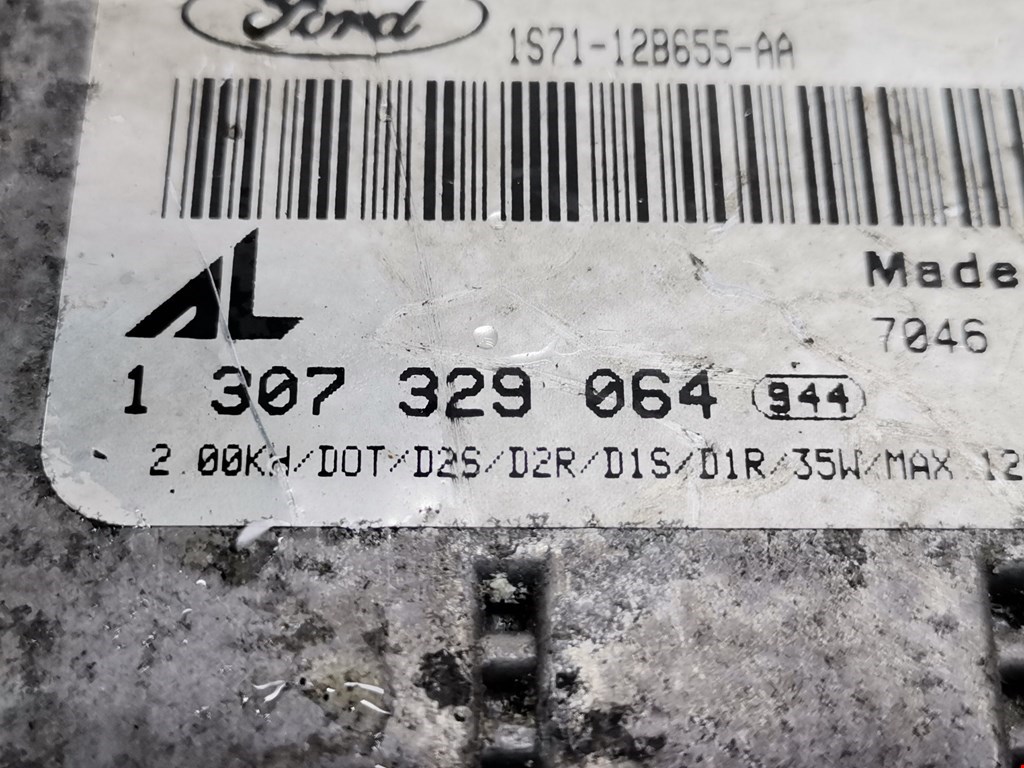 Ford
1S71-12B655-AA
AL
Made
7046
1 307 329 064 944
2.00KH/DOT/D2S/D2R/D1S/D1R/35W/MAX 12